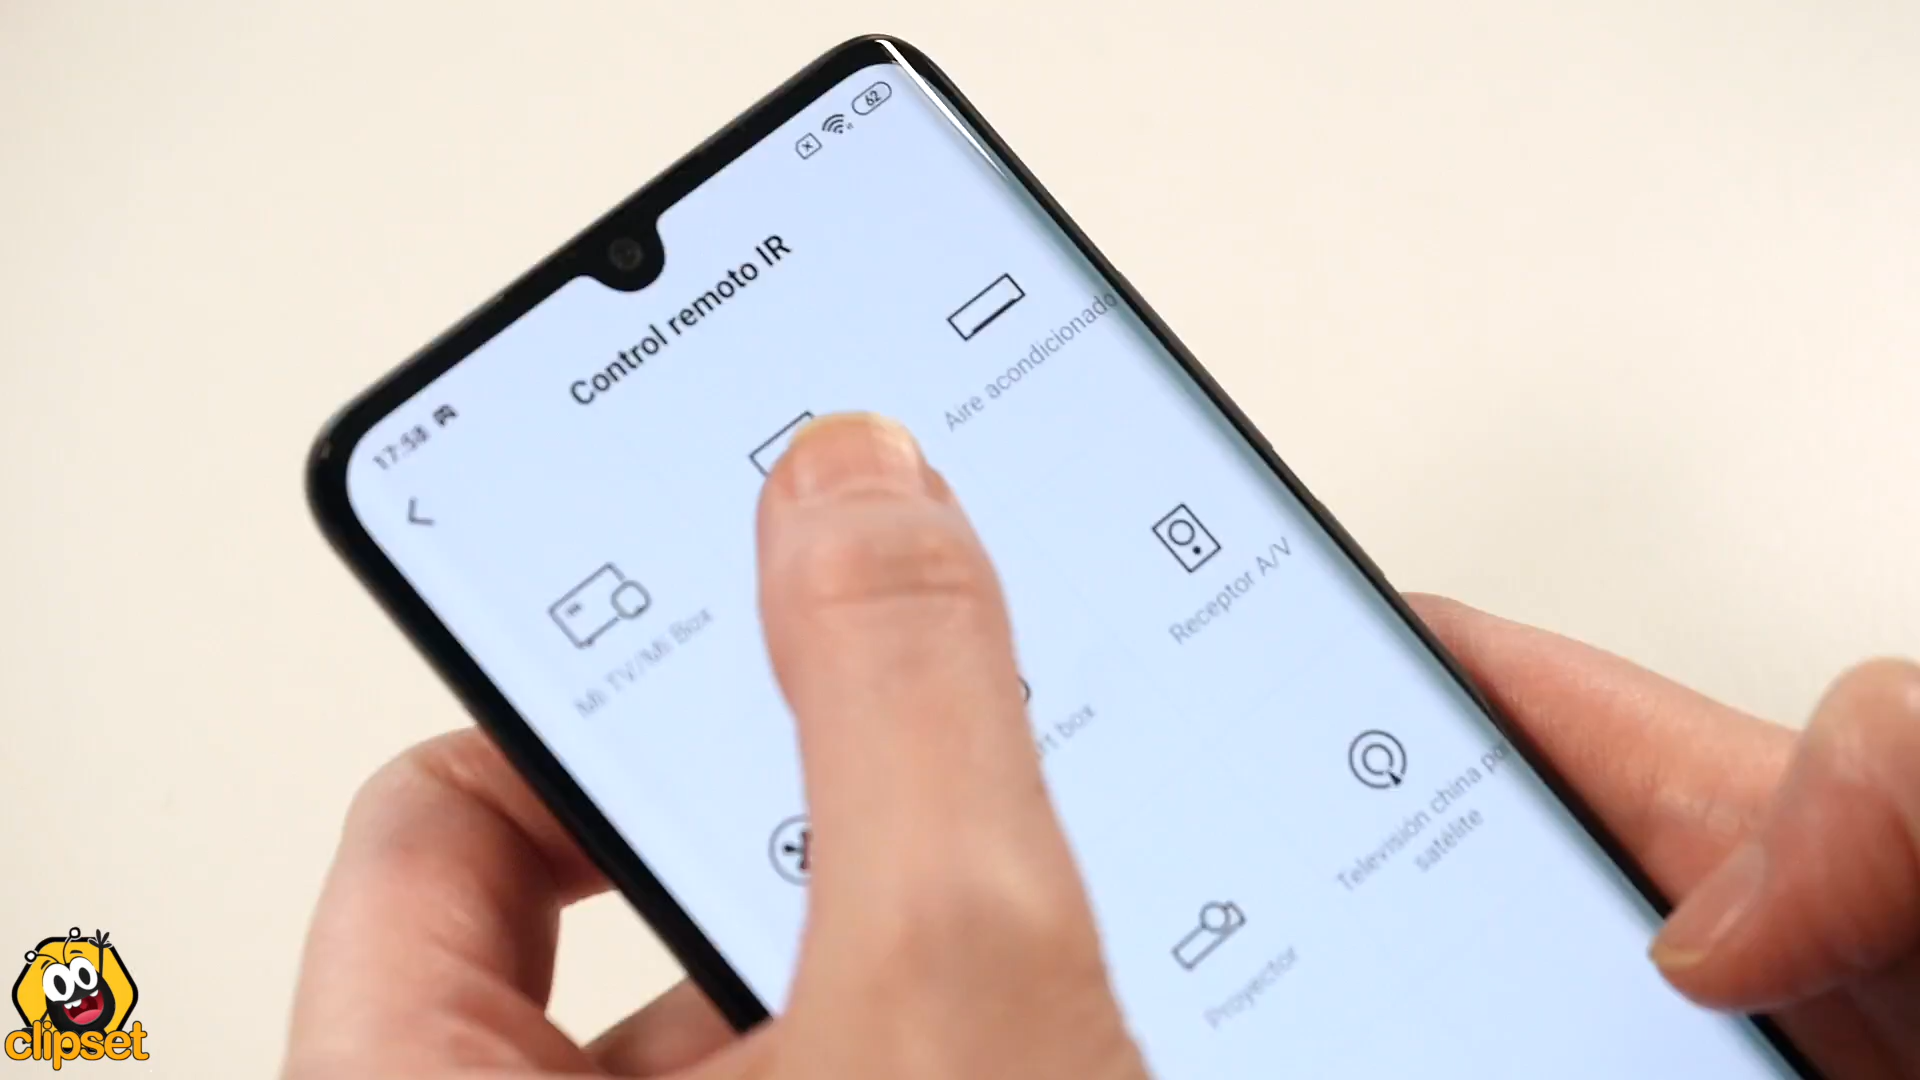 17:58
62
Control remoto IR
Aire acondicionado
Mi TV/Mi Box
Receptor A/V
box
Televisión china
satélite
Proyector
clipset